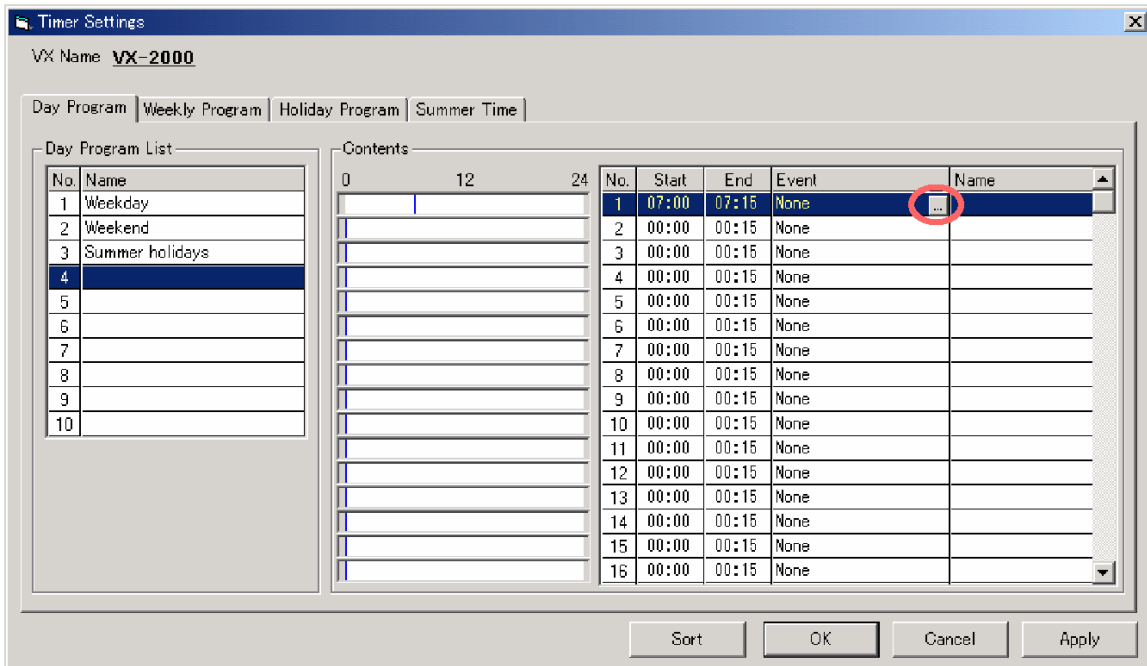 Timer Settings
VX Name VX-2000
Day Program Weekly Program Holiday Program Summer Time
Day Program List
No. Name
1 Weekday
2 Weekend
3 Summer holidays
4
5
6
7
8
9
10
Contents
0 12 24
No. Start End Event Name
1 07:00 07:15 None ...
2 00:00 00:15 None
3 00:00 00:15 None
4 00:00 00:15 None
5 00:00 00:15 None
6 00:00 00:15 None
7 00:00 00:15 None
8 00:00 00:15 None
9 00:00 00:15 None
10 00:00 00:15 None
11 00:00 00:15 None
12 00:00 00:15 None
13 00:00 00:15 None
14 00:00 00:15 None
15 00:00 00:15 None
16 00:00 00:15 None
Sort OK Cancel Apply